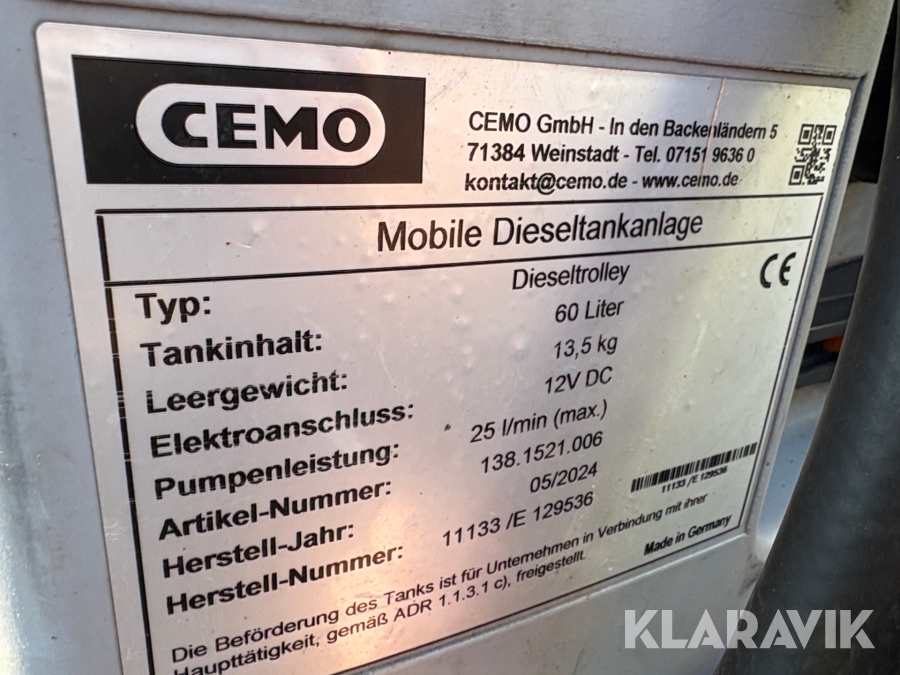 CEMO
CEMO GmbH - In den Backenländern 5
71384 Weinstadt - Tel. 07151 9636 0
kontakt@cemo.de - www.cemo.de
Mobile Dieseltankanlage
Typ: Dieseltrolley
Tankinhalt: 60 Liter
Leergewicht: 13,5 kg
Elektroanschluss: 12V DC
Pumpenleistung: 25 l/min (max.)
Artikel-Nummer: 138.1521.006
Herstell-Jahr: 05/2024
Herstell-Nummer: 11133 /E 129536
CE
11133 /E 129536
Made in Germany
Die Beförderung des Tanks ist für Unternehmen in Verbindung mit ihrer
Haupttätigkeit, gemäß ADR 1.1.3.1 c), freigestellt.
KLARAVIK